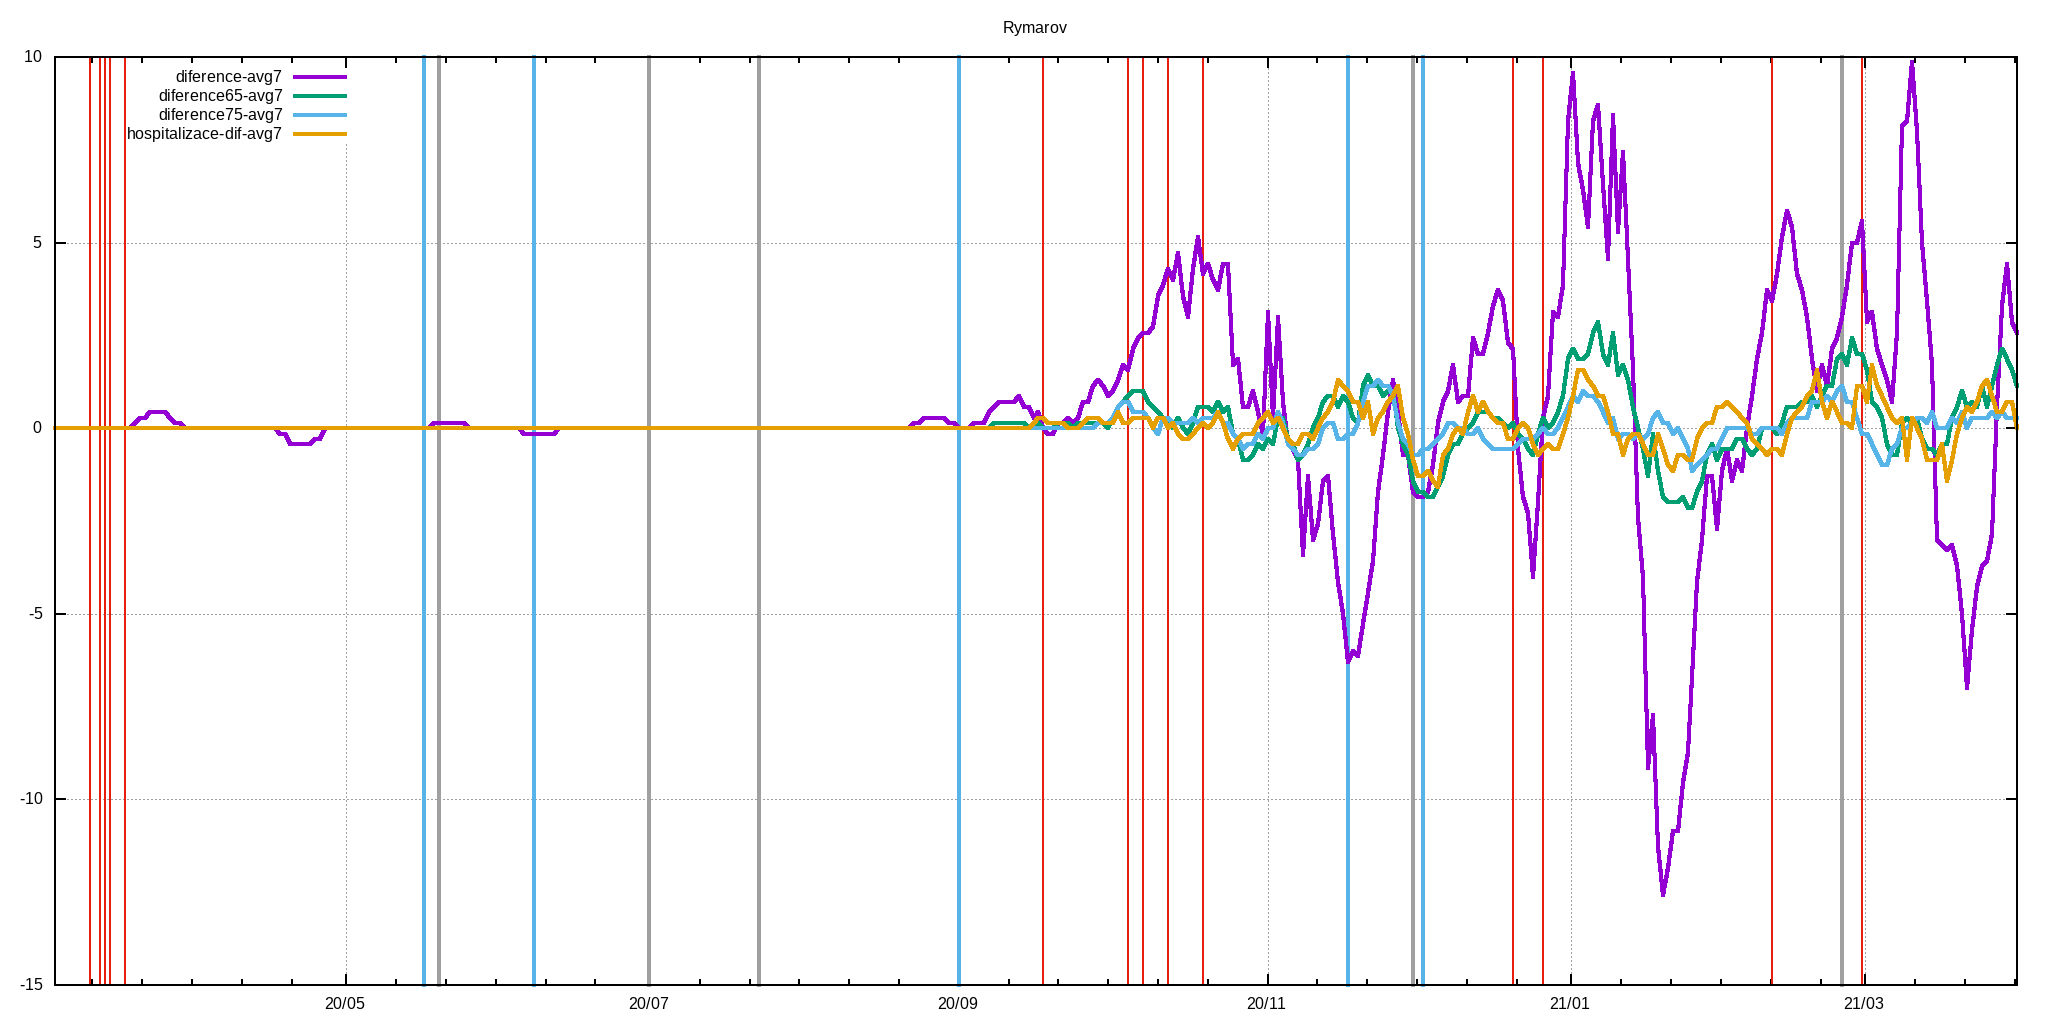 Rymarov
10
diference-avg7
diference65-avg7
diference75-avg7
hospitalizace-dif-avg7
5
0
-5
-10
-15
20/05 20/07 20/09 20/11 21/01 21/03